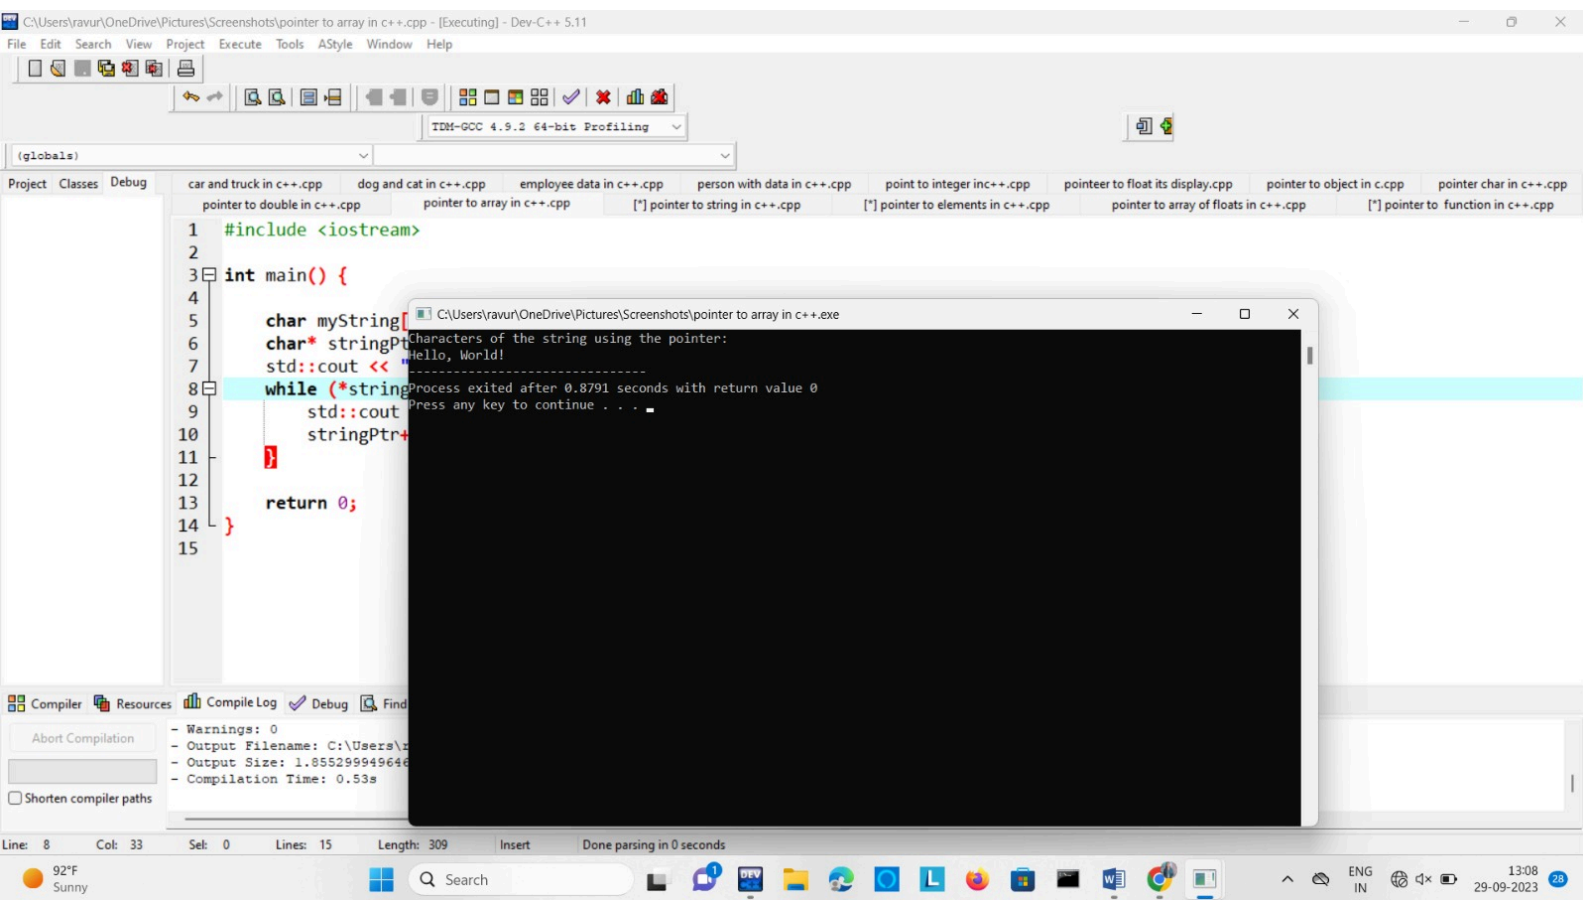 C:\Users\ravur\OneDrive\Pictures\Screenshots\pointer to array in c++.cpp - [Executing] - Dev-C++ 5.11
File Edit Search View Project Execute Tools AStyle Window Help
TDM-GCC 4.9.2 64-bit Profiling
(globals)
Project Classes Debug
car and truck in c++.cpp dog and cat in c++.cpp employee data in c++.cpp person with data in c++.cpp point to integer inc++.cpp pointeer to float its display.cpp pointer to object in c.cpp pointer char in c++.cpp
pointer to double in c++.cpp pointer to array in c++.cpp [*] pointer to string in c++.cpp [*] pointer to elements in c++.cpp pointer to array of floats in c++.cpp [*] pointer to function in c++.cpp
1 #include <iostream>
2
3 int main() {
4
5 char myString[
6 char* stringPt
7 std::cout << "
8 while (*string
9 std::cout
10 stringPtr+
11 }
12
13 return 0;
14 }
15
C:\Users\ravur\OneDrive\Pictures\Screenshots\pointer to array in c++.exe
Characters of the string using the pointer:
Hello, World!
--------------------------------
Process exited after 0.8791 seconds with return value 0
Press any key to continue . . .
Compiler Resources Compile Log Debug Find
Abort Compilation
Shorten compiler paths
- Warnings: 0
- Output Filename: C:\Users\r
- Output Size: 1.855299949646
- Compilation Time: 0.53s
Line: 8 Col: 33 Sel: 0 Lines: 15 Length: 309 Insert Done parsing in 0 seconds
92°F
Sunny
Search
DEV
1
L
W
ENG
IN
13:08
29-09-2023
28